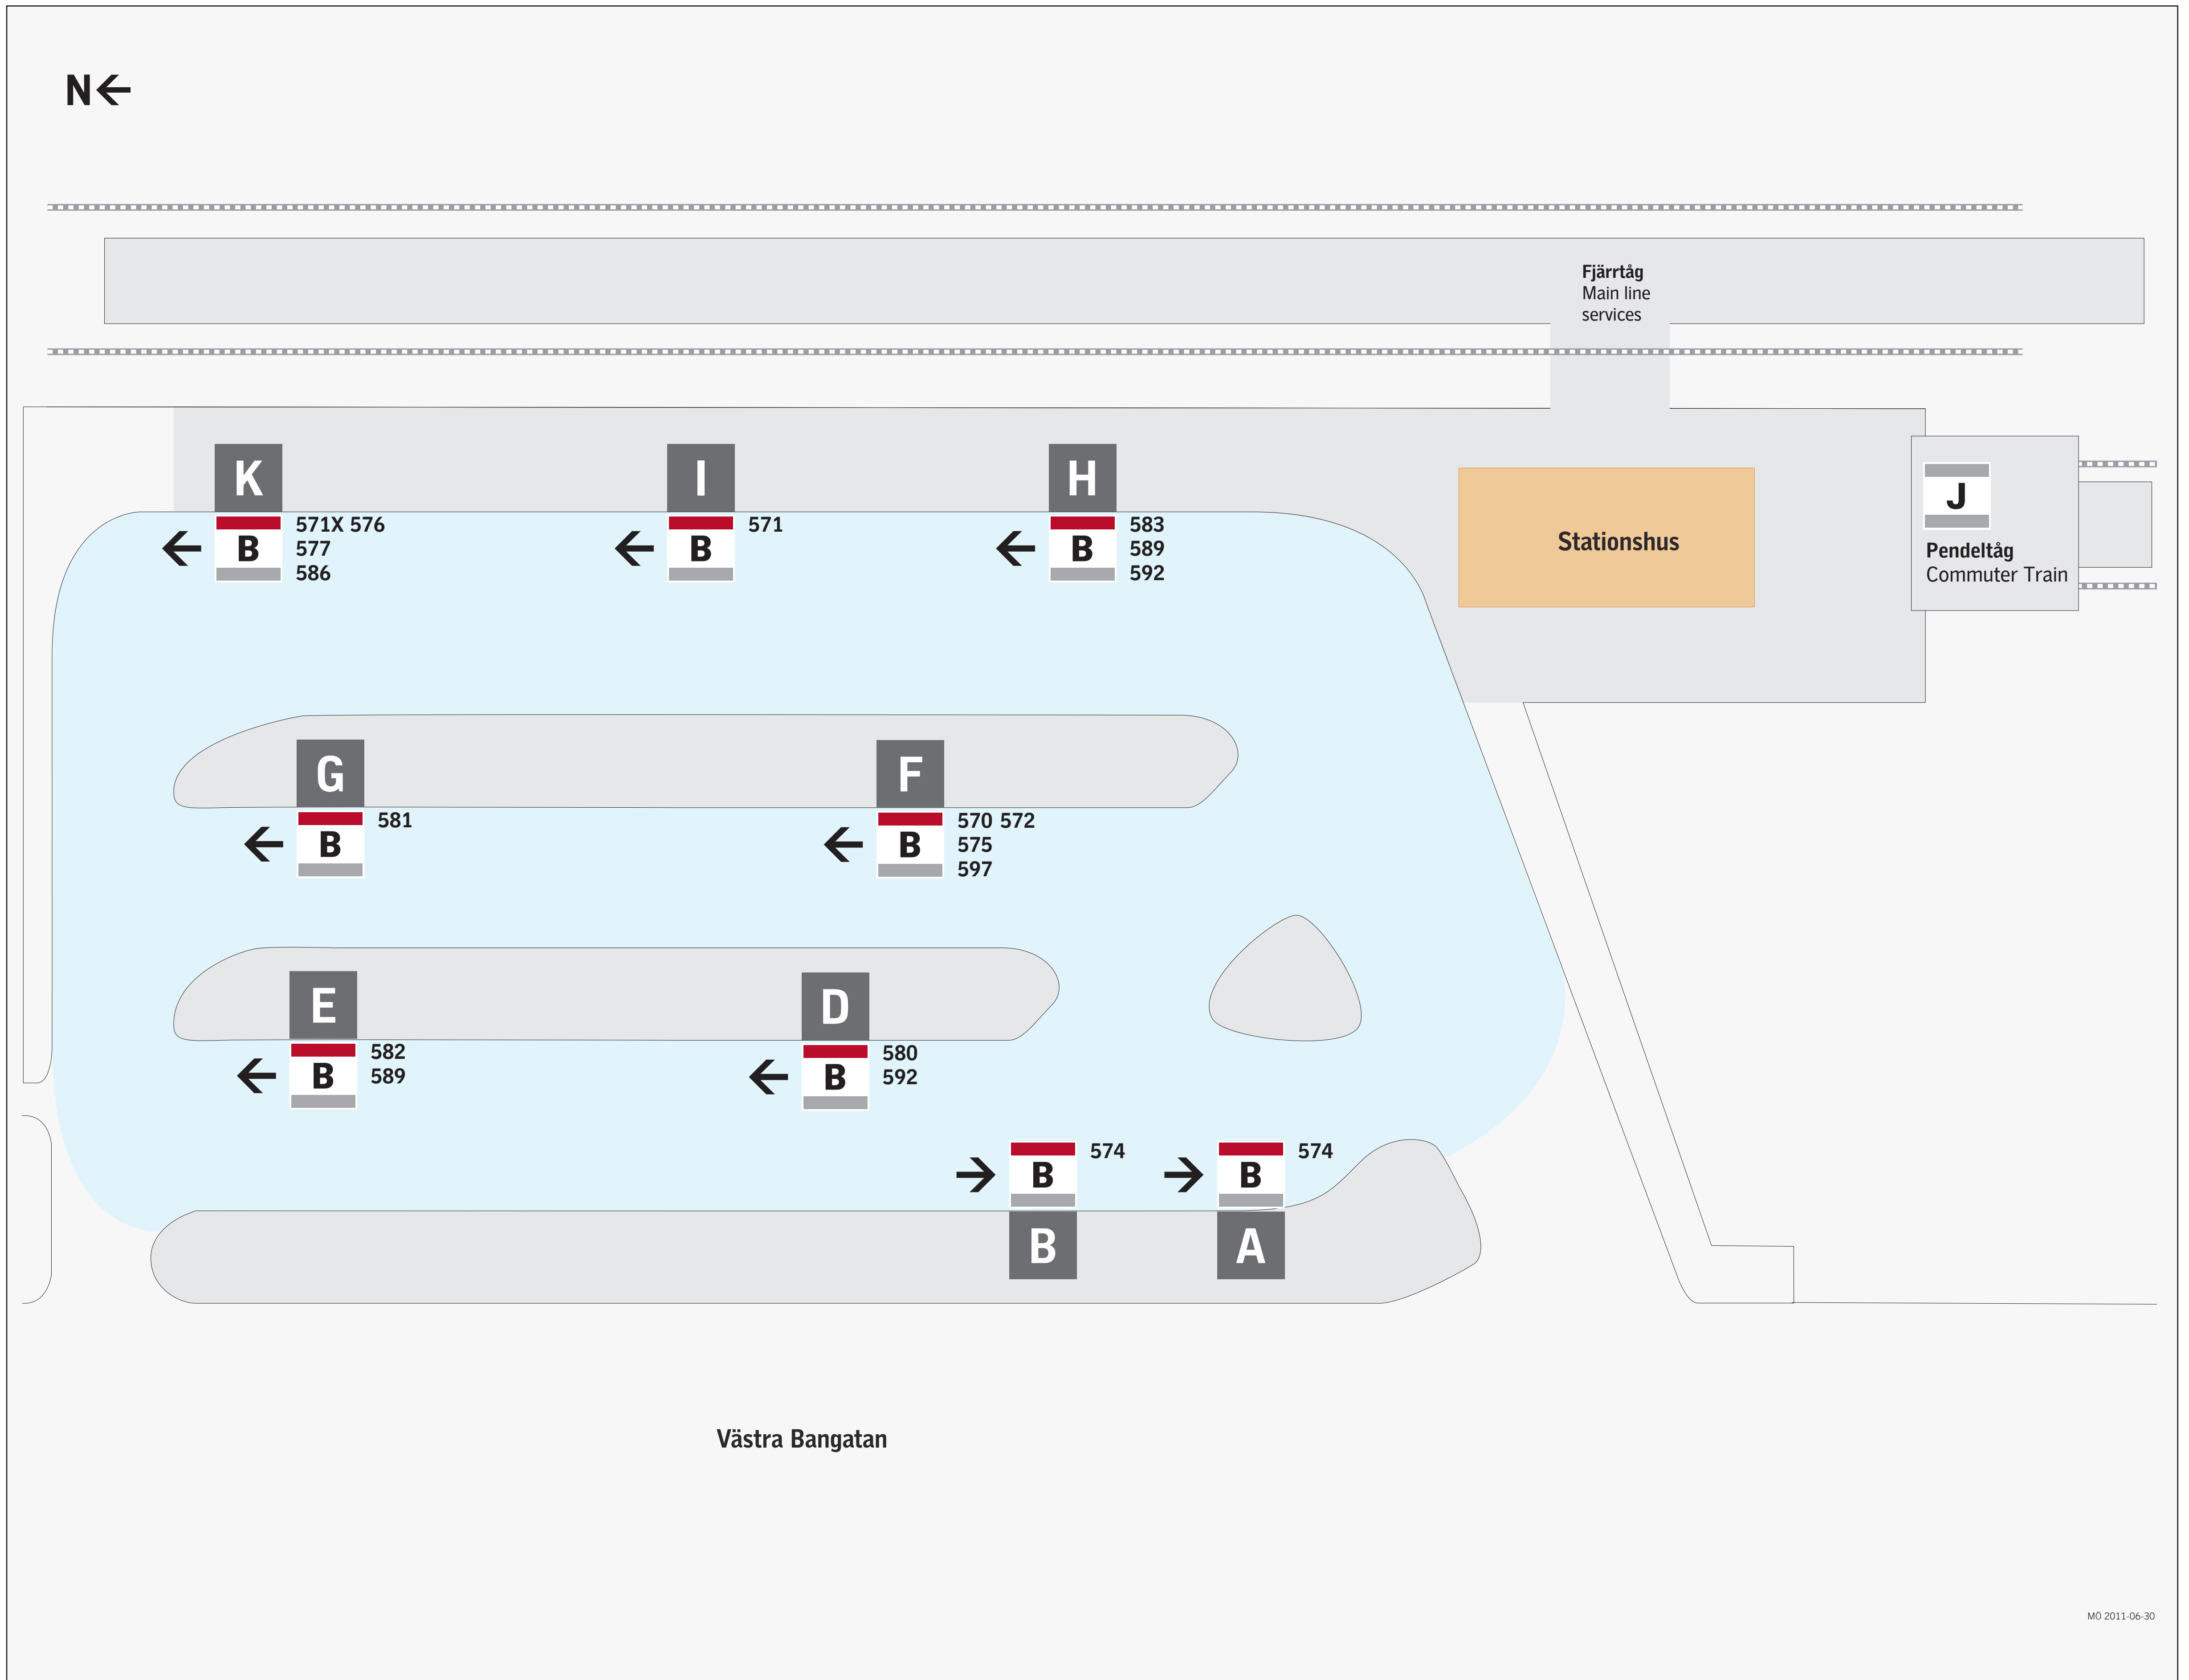 N
Fjärrtåg
Main line
services
K
I
H
B
571X 576
577
586
B
571
B
583
589
592
Stationshus
J
Pendeltåg
Commuter Train
G
F
B
581
B
570 572
575
597
E
D
B
582
589
B
580
592
B
574
B
574
B
A
Västra Bangatan
MÖ 2011-06-30